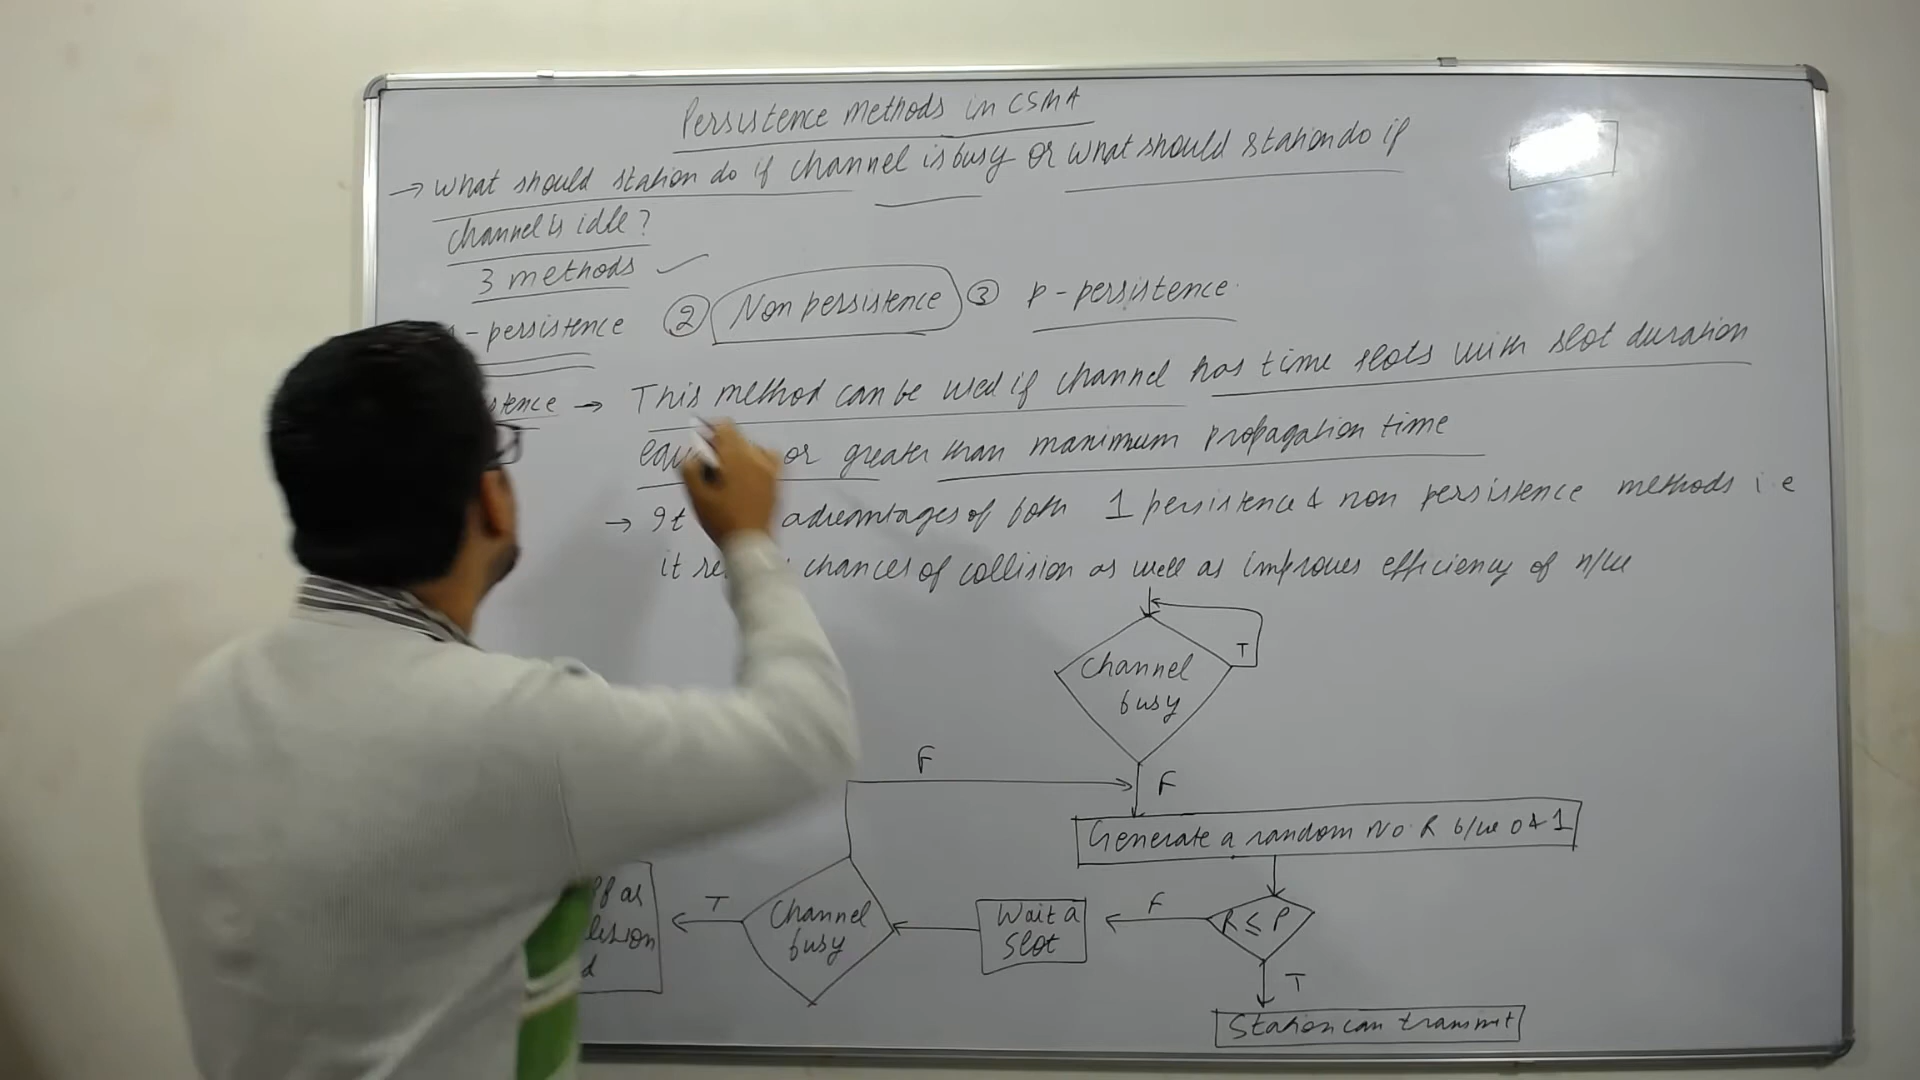 Persistence Methods in CSMA
→ What should station do if channel is busy or what should station do if
channel is idle?
3 methods ✓
- persistence ② Non persistence ③ p - persistence
→ This method can be used if channel has time slots with slot duration
or greater than maximum propagation time
→ It advantages of both 1 persistence & non persistence methods i e
it chances of collision as well as improves efficiency of n/w
T
Channel
busy
F
F
Generate a random No R b/w 0 & 1
as
T
Channel
busy
Wait a
Slot
F
R ≤ P
T
Station can transmit